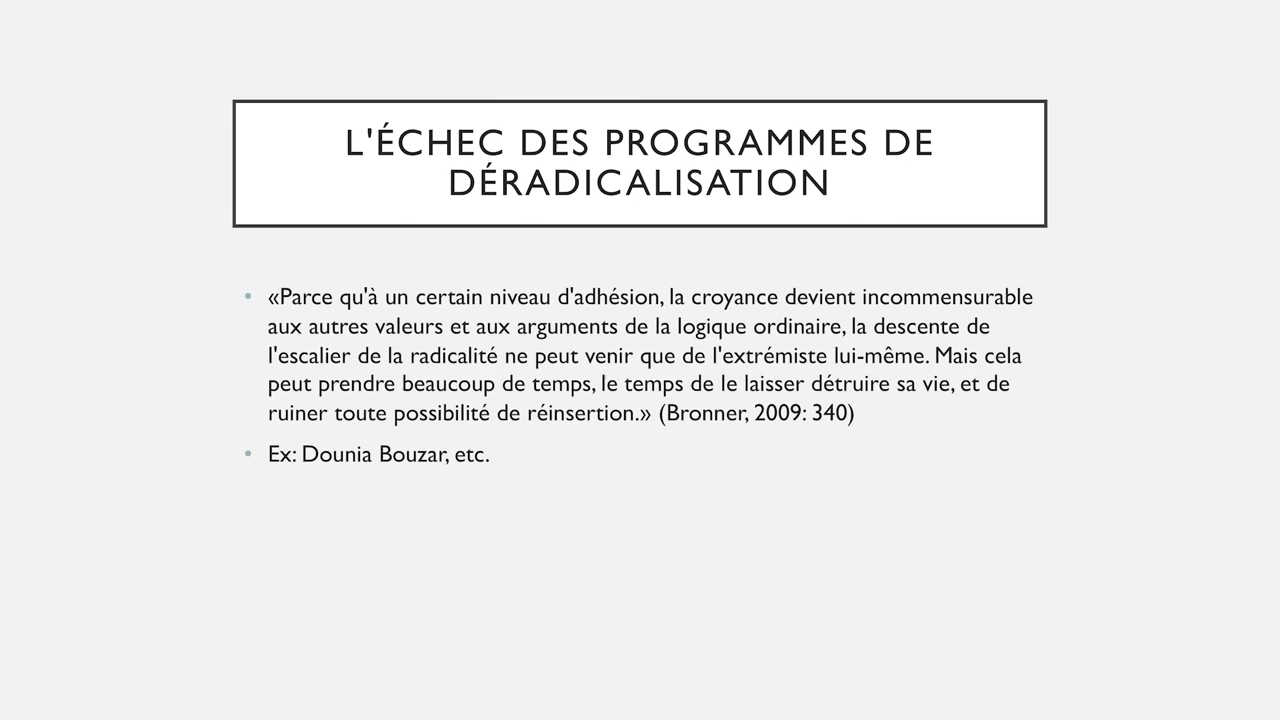 L'ÉCHEC DES PROGRAMMES DE
DÉRADICALISATION
• «Parce qu'à un certain niveau d'adhésion, la croyance devient incommensurable
aux autres valeurs et aux arguments de la logique ordinaire, la descente de
l'escalier de la radicalité ne peut venir que de l'extrémiste lui-même. Mais cela
peut prendre beaucoup de temps, le temps de le laisser détruire sa vie, et de
ruiner toute possibilité de réinsertion.» (Bronner, 2009: 340)
• Ex: Dounia Bouzar, etc.